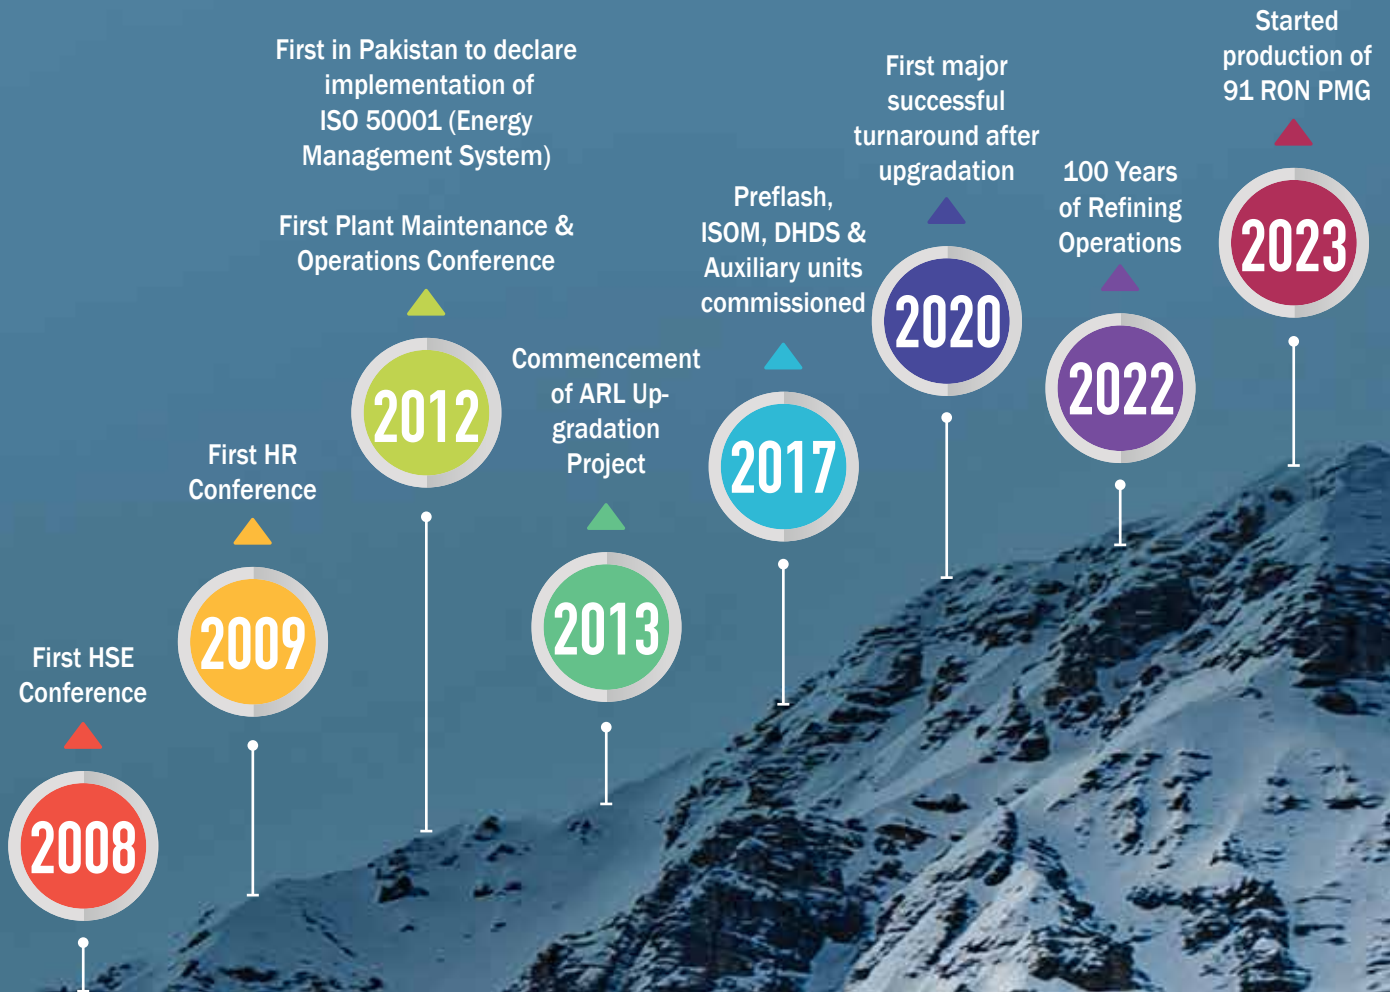 First HSE
Conference
2008
First HR
Conference
2009
First in Pakistan to declare
implementation of
ISO 50001 (Energy
Management System)
First Plant Maintenance &
Operations Conference
2012
Commencement
of ARL Up-
gradation
Project
2013
Preflash,
ISOM, DHDS &
Auxiliary units
commissioned
2017
First major
successful
turnaround after
upgradation
2020
100 Years
of Refining
Operations
2022
Started
production of
91 RON PMG
2023